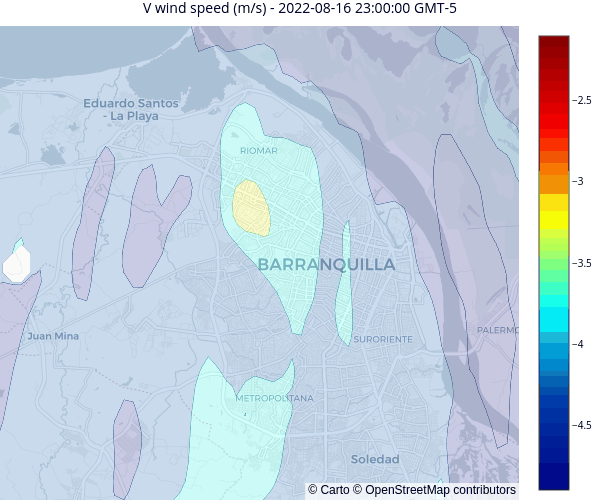 V wind speed (m/s) - 2022-08-16 23:00:00 GMT-5
Eduardo Santos
- La Playa
RIOMAR
BARRANQUILLA
Juan Mina
SURORIENTE
PALERMO
METROPOLITANA
Soledad
© Carto © OpenStreetMap contributors
−2.5
−3
−3.5
−4
−4.5